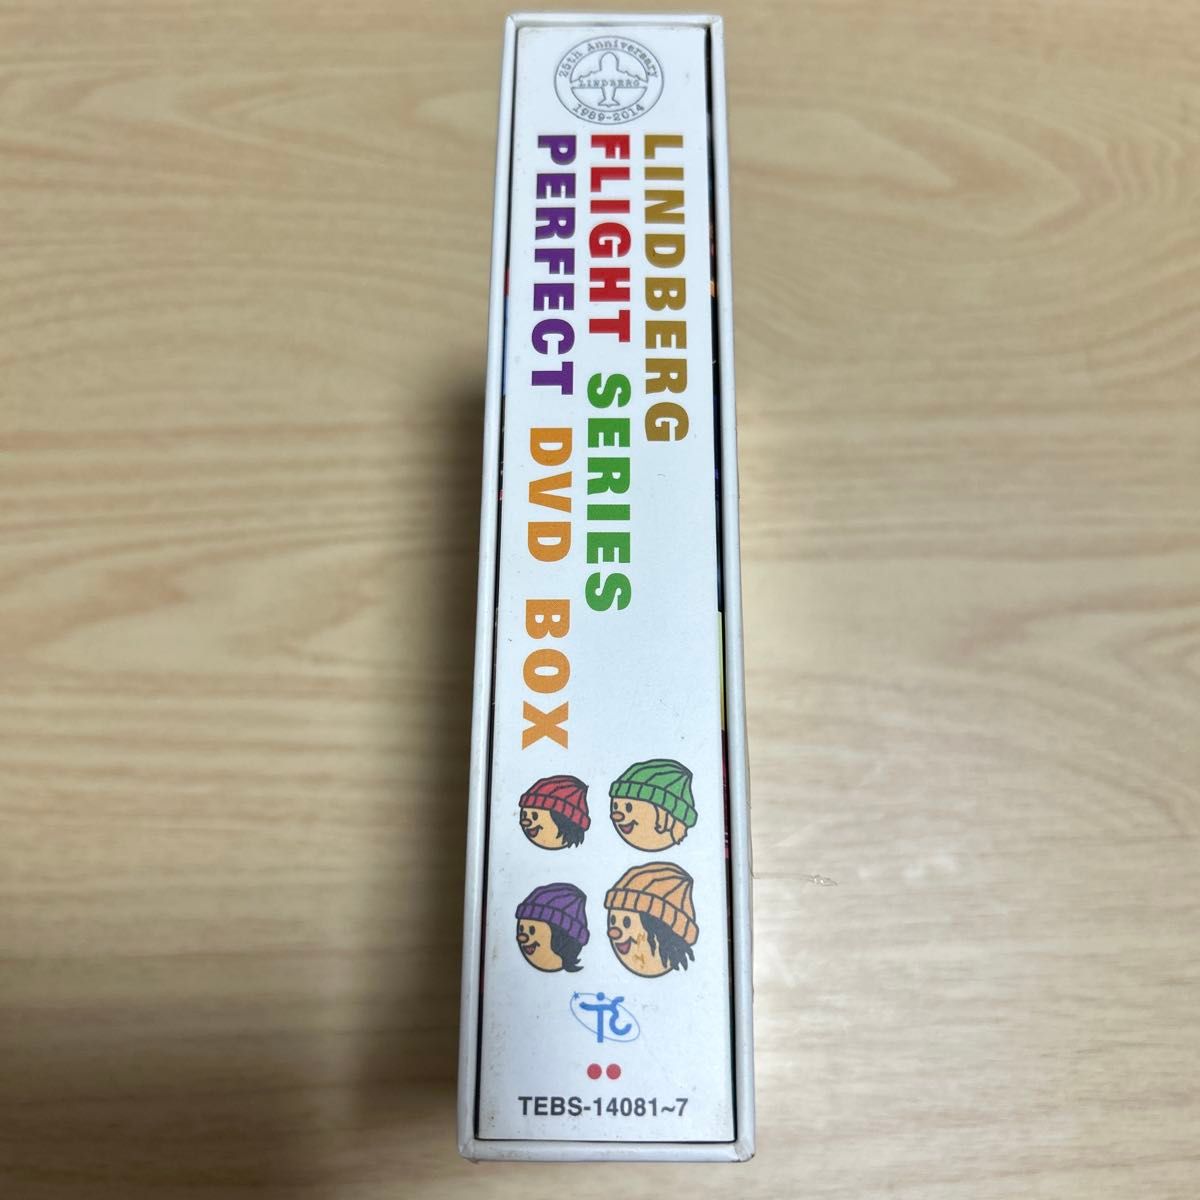 25th Anniversary
LINDBERG
1989-2014
LINDBERG
FLIGHT SERIES
PERFECT DVD BOX
TEBS-14081~7